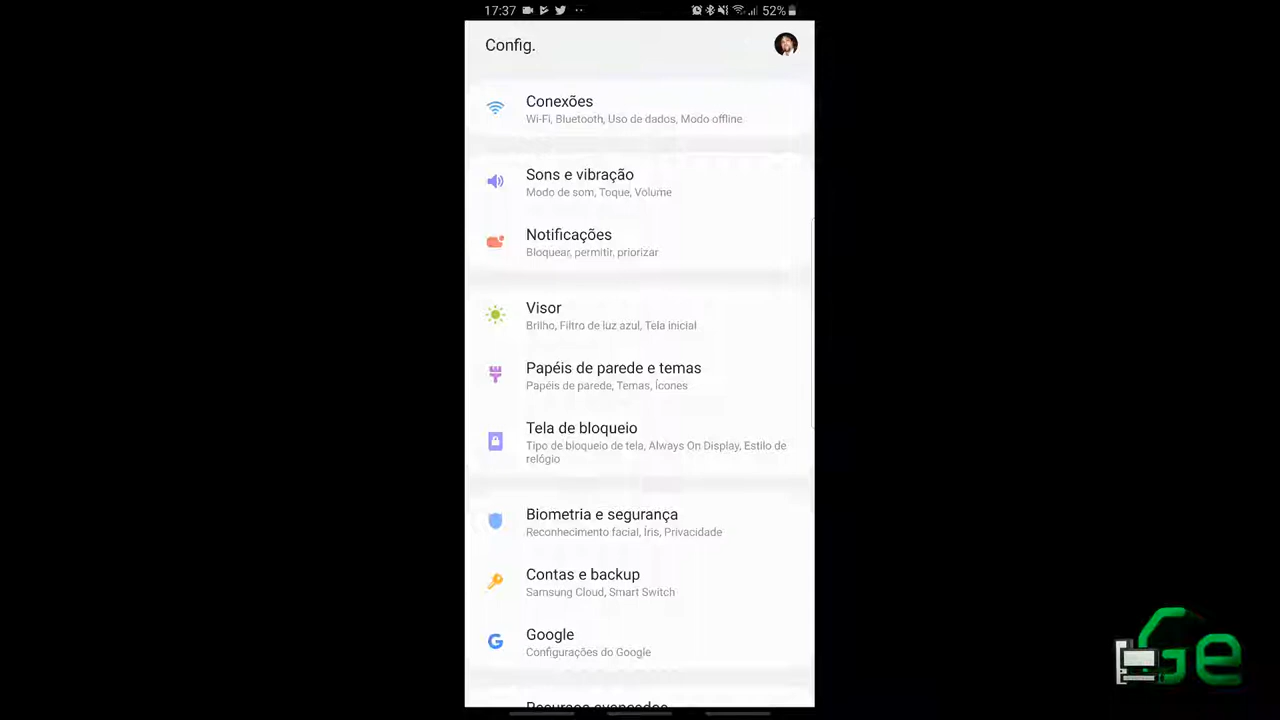 17:37
52%
Config.
Conexões
Wi-Fi, Bluetooth, Uso de dados, Modo offline
Sons e vibração
Modo de som, Toque, Volume
Notificações
Bloquear, permitir, priorizar
Visor
Brilho, Filtro de luz azul, Tela inicial
Papéis de parede e temas
Papéis de parede, Temas, Ícones
Tela de bloqueio
Tipo de bloqueio de tela, Always On Display, Estilo de
relógio
Biometria e segurança
Reconhecimento facial, Íris, Privacidade
Contas e backup
Samsung Cloud, Smart Switch
Google
Configurações do Google
Recursos avançados
Ge